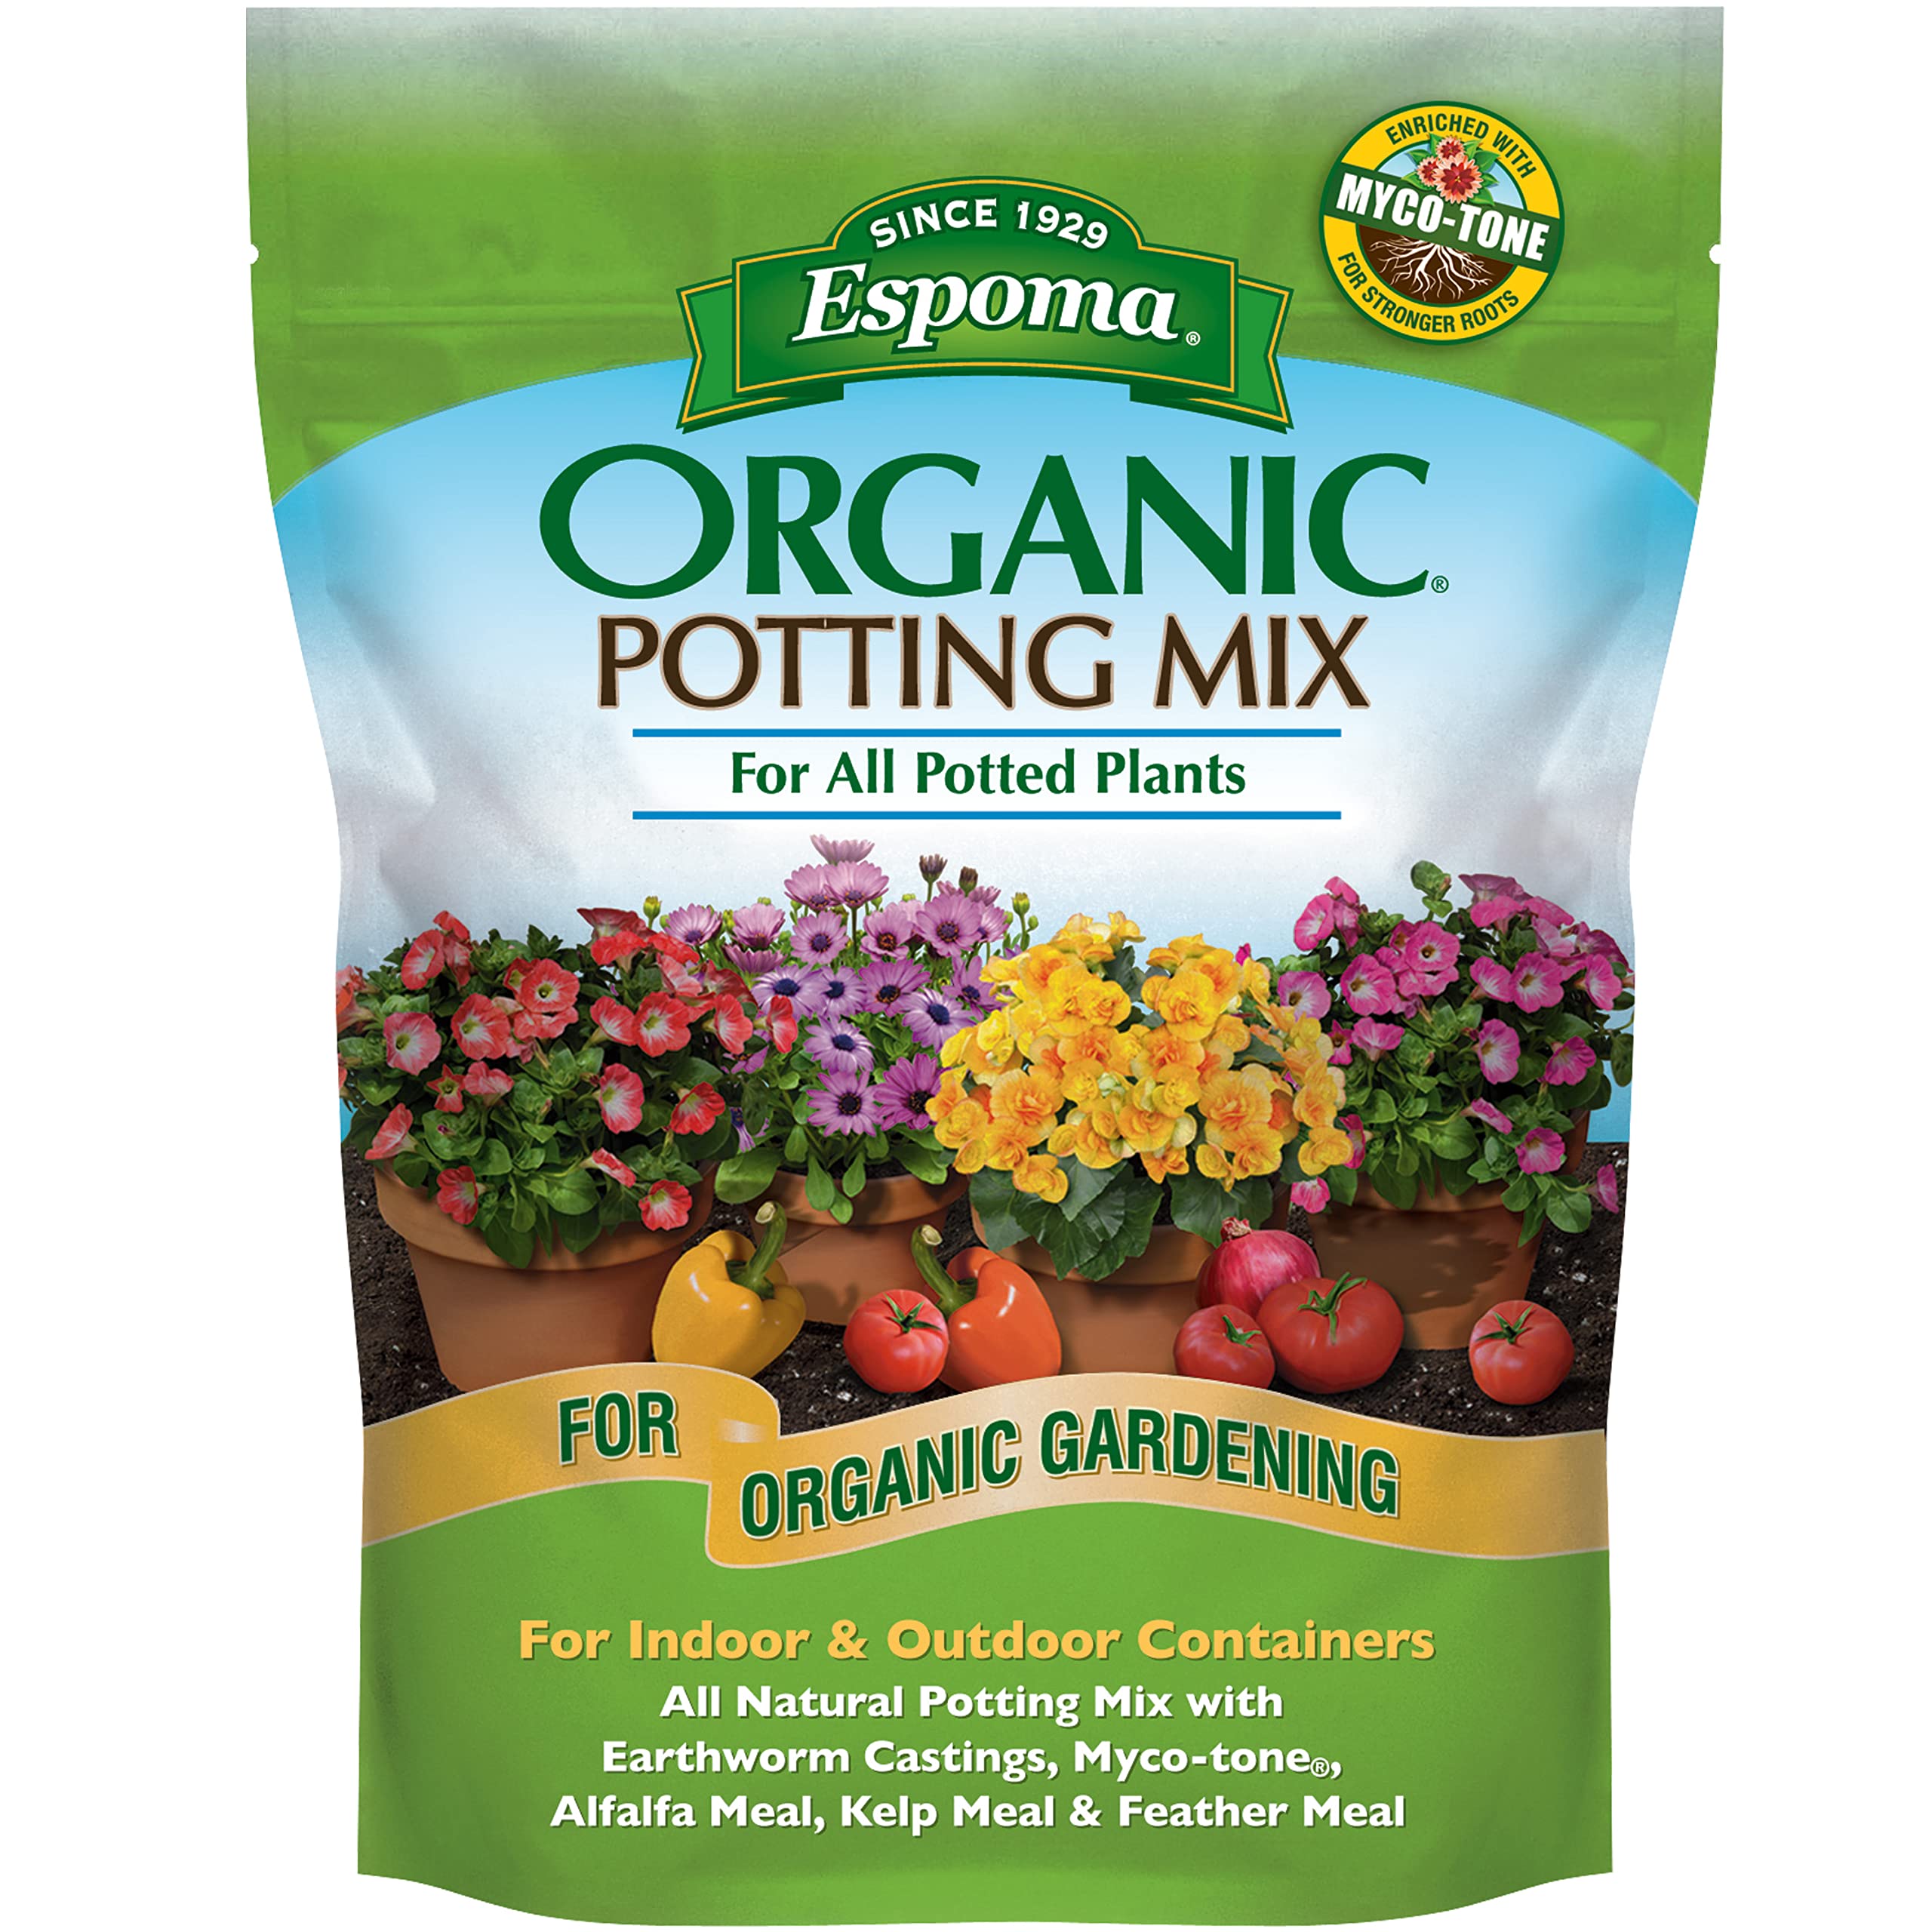 ENRICHED WITH
MYCO-TONE
FOR STRONGER ROOTS
SINCE 1929
Espoma®
ORGANIC®
POTTING MIX
For All Potted Plants
FOR
ORGANIC GARDENING
For Indoor & Outdoor Containers
All Natural Potting Mix with
Earthworm Castings, Myco-tone®,
Alfalfa Meal, Kelp Meal & Feather Meal